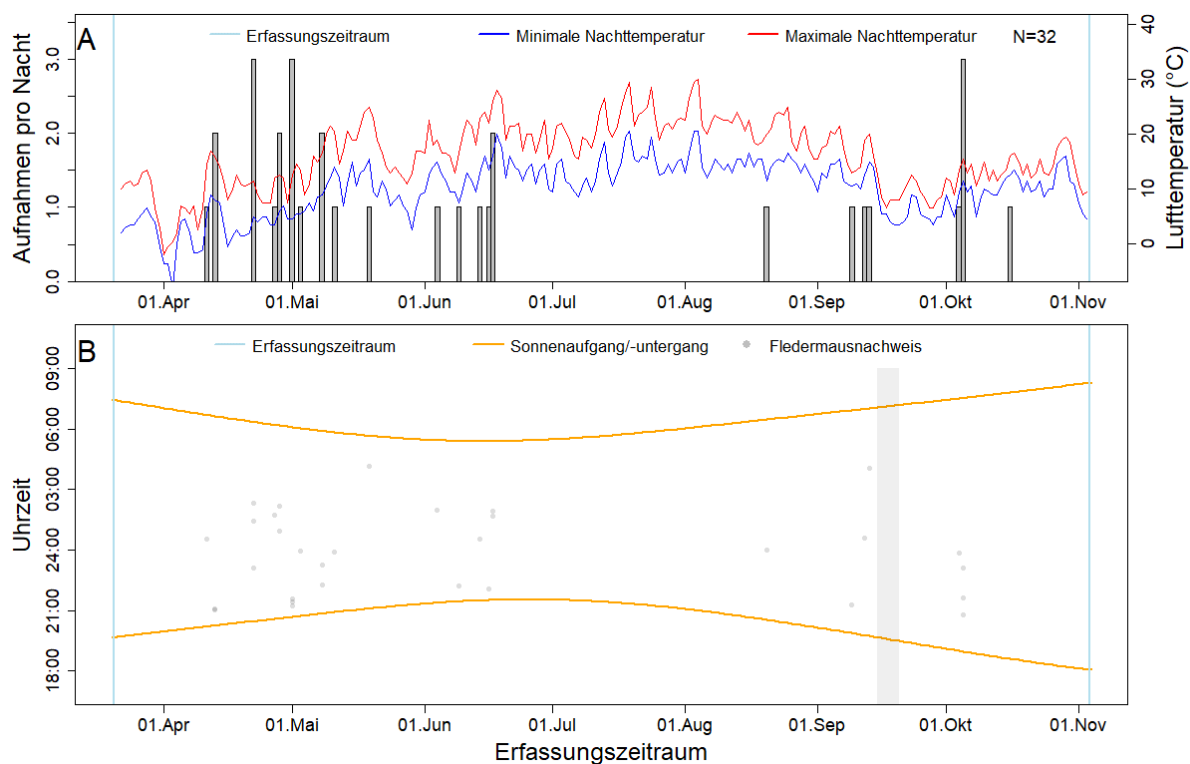 A
Erfassungszeitraum
Minimale Nachttemperatur
Maximale Nachttemperatur
N=32
Aufnahmen pro Nacht
0.0
1.0
2.0
3.0
Lufttemperatur (°C)
0
10
20
30
40
01.Apr
01.Mai
01.Jun
01.Jul
01.Aug
01.Sep
01.Okt
01.Nov
B
Erfassungszeitraum
Sonnenaufgang/-untergang
Fledermausnachweis
Uhrzeit
18:00
21:00
24:00
03:00
06:00
09:00
01.Apr
01.Mai
01.Jun
01.Jul
01.Aug
01.Sep
01.Okt
01.Nov
Erfassungszeitraum